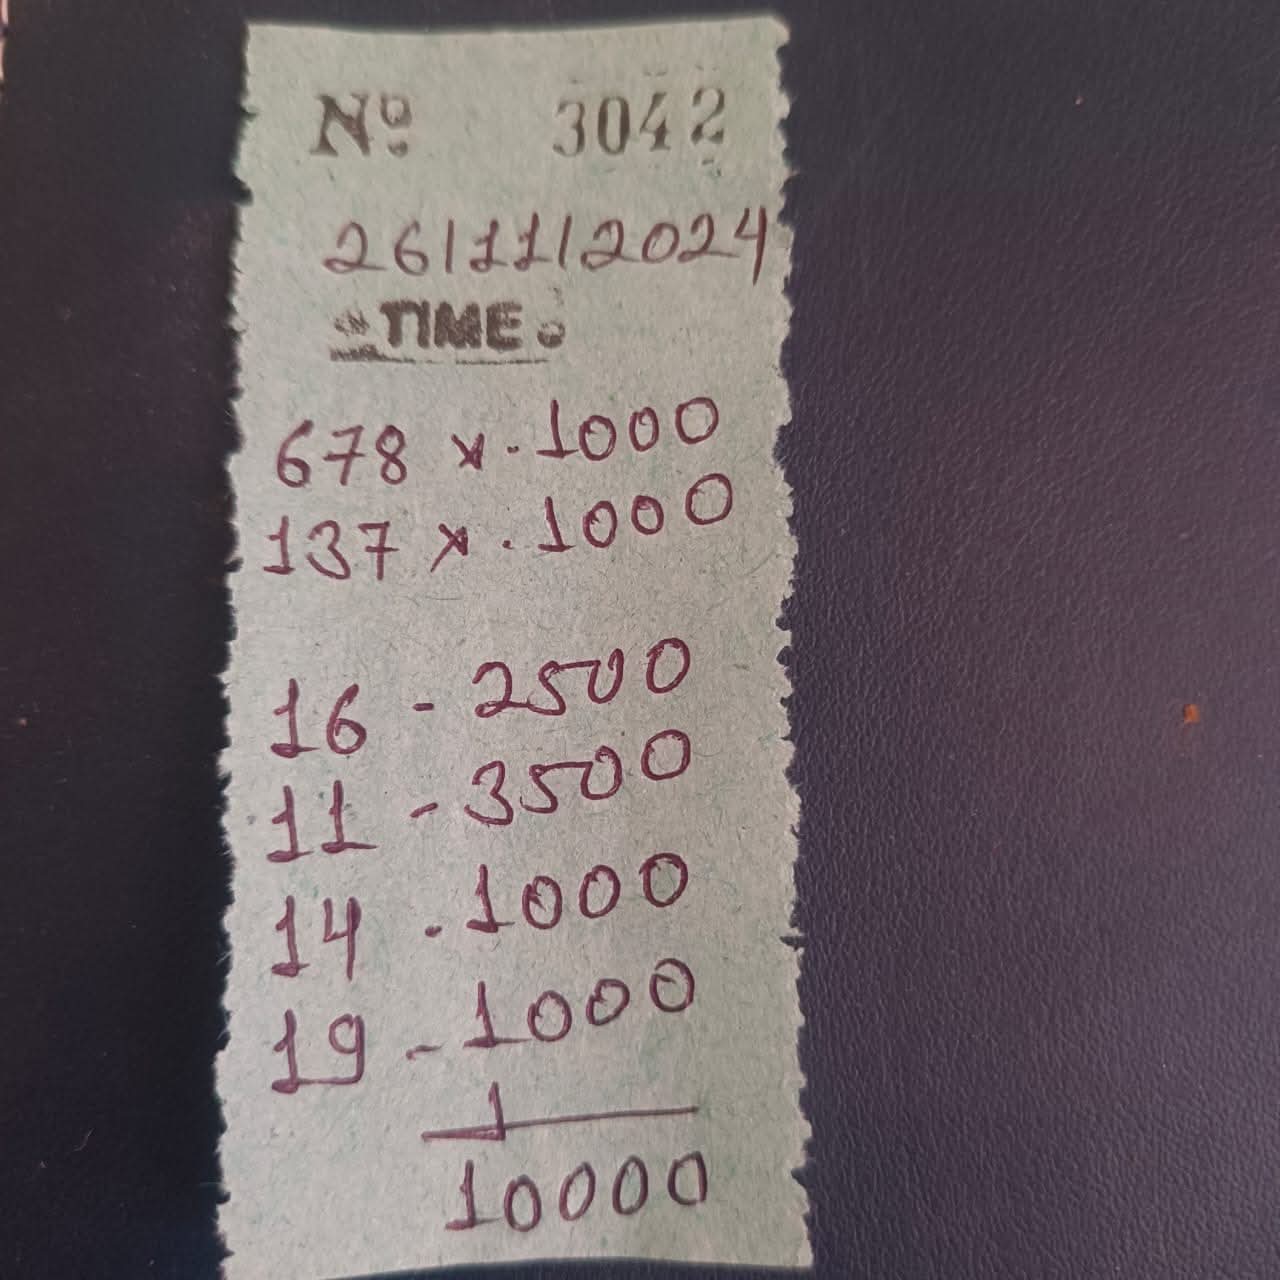 Nº 3042
26/11/2024
TIME
678 x . 1000
137 x . 1000
16 - 2500
11 - 3500
14 . 1000
19 - 1000
1
10000